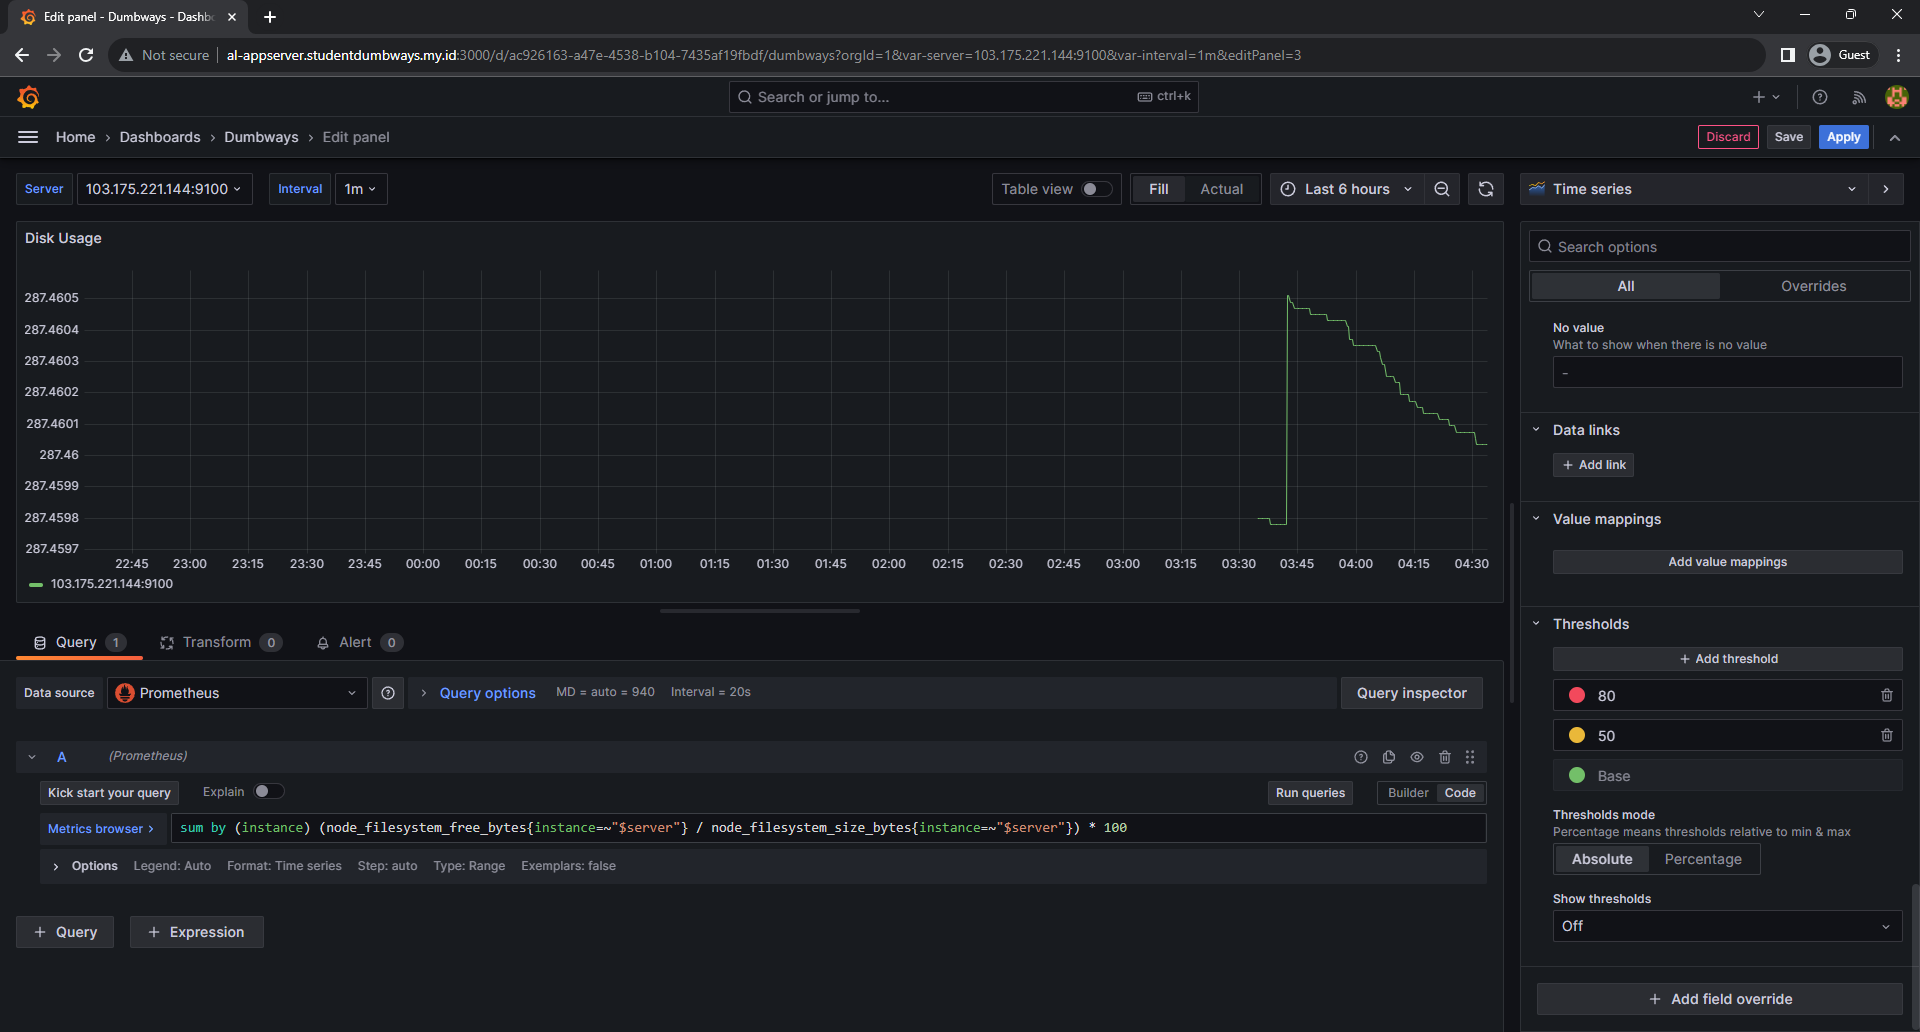 Edit panel - Dumbways - Dashb
Not secure
al-appserver.studentdumbways.my.id:3000/d/ac926163-a47e-4538-b104-7435af19fbdf/dumbways?orgId=1&var-server=103.175.221.144:9100&var-interval=1m&editPanel=3
Guest
Search or jump to...
ctrl+k
Home › Dashboards › Dumbways › Edit panel
Discard
Save
Apply
Server
103.175.221.144:9100
Interval
1m
Table view
Fill
Actual
Last 6 hours
Time series
Disk Usage
287.4605
287.4604
287.4603
287.4602
287.4601
287.46
287.4599
287.4598
287.4597
22:45 23:00 23:15 23:30 23:45 00:00 00:15 00:30 00:45 01:00 01:15 01:30 01:45 02:00 02:15 02:30 02:45 03:00 03:15 03:30 03:45 04:00 04:15 04:30
103.175.221.144:9100
Query 1
Transform 0
Alert 0
Data source
Prometheus
Query options
MD = auto = 940
Interval = 20s
Query inspector
A
(Prometheus)
Kick start your query
Explain
Run queries
Builder
Code
Metrics browser >
sum by (instance) (node_filesystem_free_bytes{instance=~"$server"} / node_filesystem_size_bytes{instance=~"$server"}) * 100
Options
Legend: Auto
Format: Time series
Step: auto
Type: Range
Exemplars: false
+ Query
+ Expression
Search options
All
Overrides
No value
What to show when there is no value
-
Data links
+ Add link
Value mappings
Add value mappings
Thresholds
+ Add threshold
80
50
Base
Thresholds mode
Percentage means thresholds relative to min & max
Absolute
Percentage
Show thresholds
Off
+ Add field override